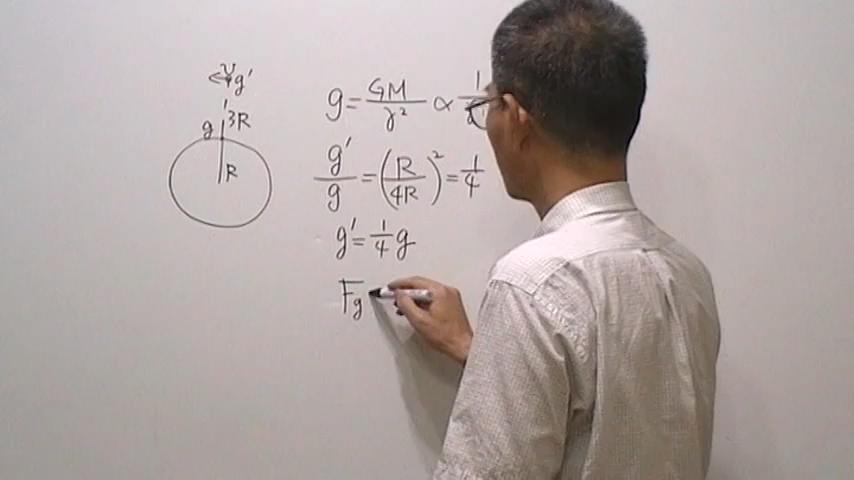 V
g'
3R
g
R
g = GM/r² ∝ 1/
g'/g = (R/4R)² = 1/4
g' = 1/4 g
Fg